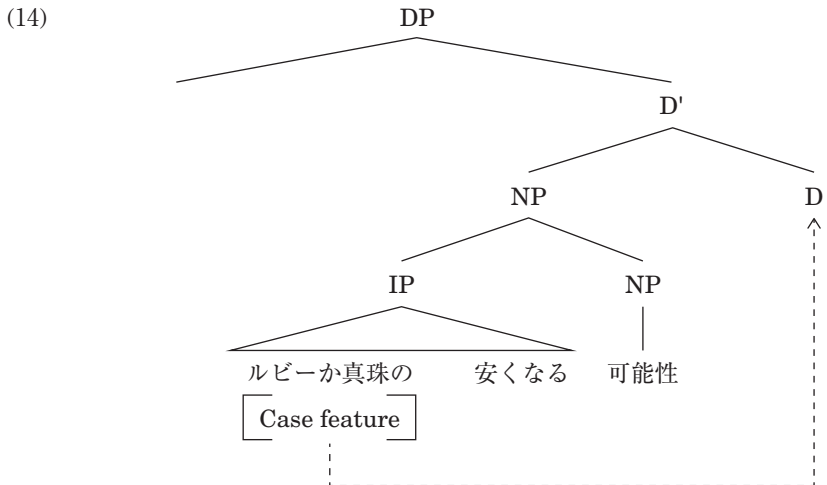 (14)
DP
D'
NP
D
IP
NP
ルビーか真珠の 安くなる 可能性
Case feature